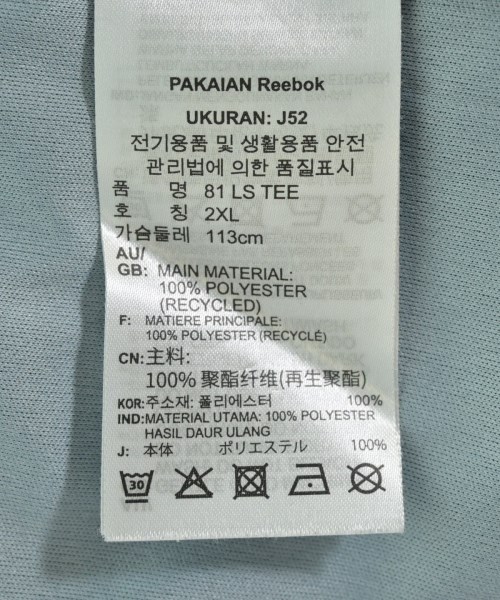 PAKAIAN Reebok
UKURAN: J52
전기용품 및 생활용품 안전
관리법에 의한 품질표시
품 명 81 LS TEE
호 칭 2XL
가슴둘레 113cm
AU/
GB: MAIN MATERIAL:
100% POLYESTER
(RECYCLED)
F: MATIERE PRINCIPALE:
100% POLYESTER (RECYCLÉ)
CN: 主料:
100% 聚酯纤维(再生聚酯)
KOR:주소재: 폴리에스터 100%
IND:MATERIAL UTAMA: 100% POLYESTER
HASIL DAUR ULANG
J: 本体 ポリエステル 100%
30